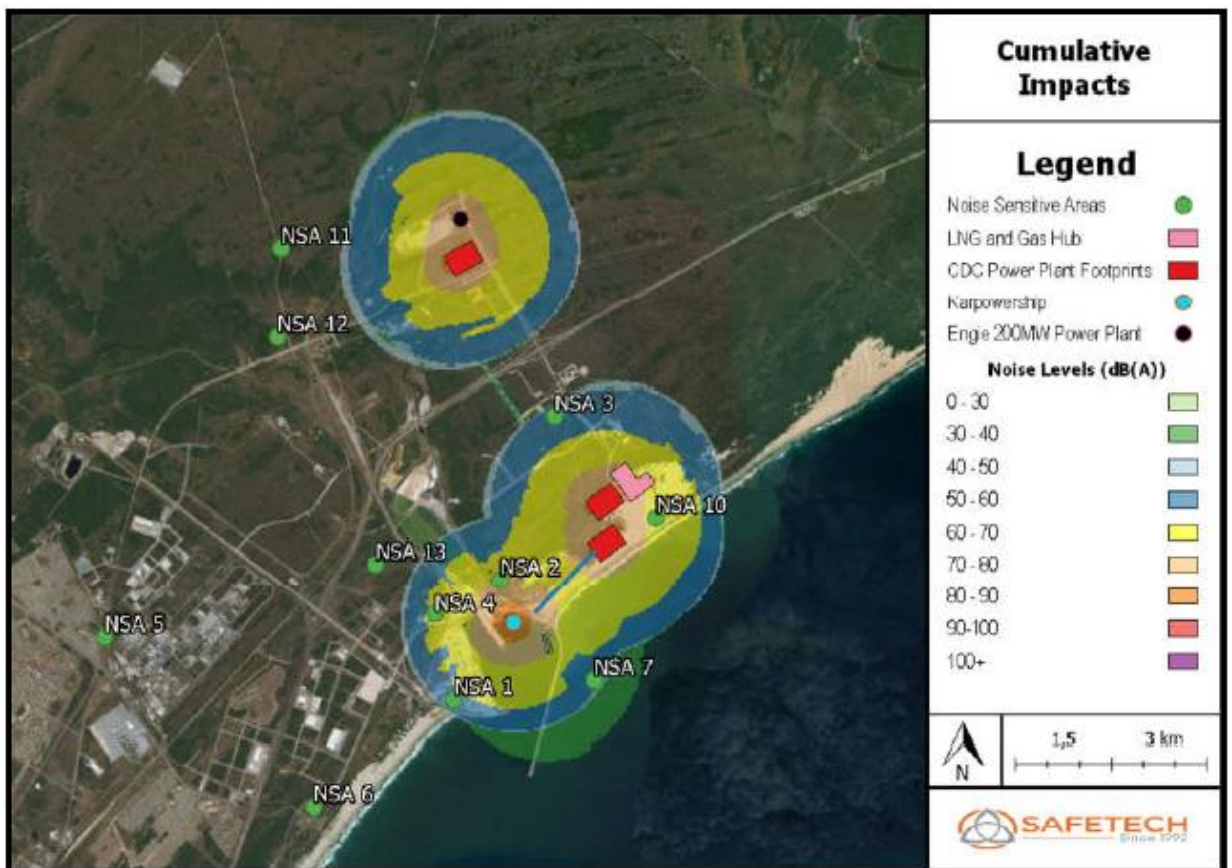 Cumulative
Impacts
Legend
Noise Sensitive Areas
LNG and Gas Hub
CDC Power Plant Footprints
Karpowership
Engie 200MW Power Plant
Noise Levels (dB(A))
0 - 30
30 - 40
40 - 50
50 - 60
60 - 70
70 - 80
80 - 90
90-100
100+
N
1,5 3 km
SAFETECH
Since 1992
NSA 11
NSA 12
NSA 3
NSA 10
NSA 13
NSA 2
NSA 4
NSA 5
NSA 7
NSA 1
NSA 6